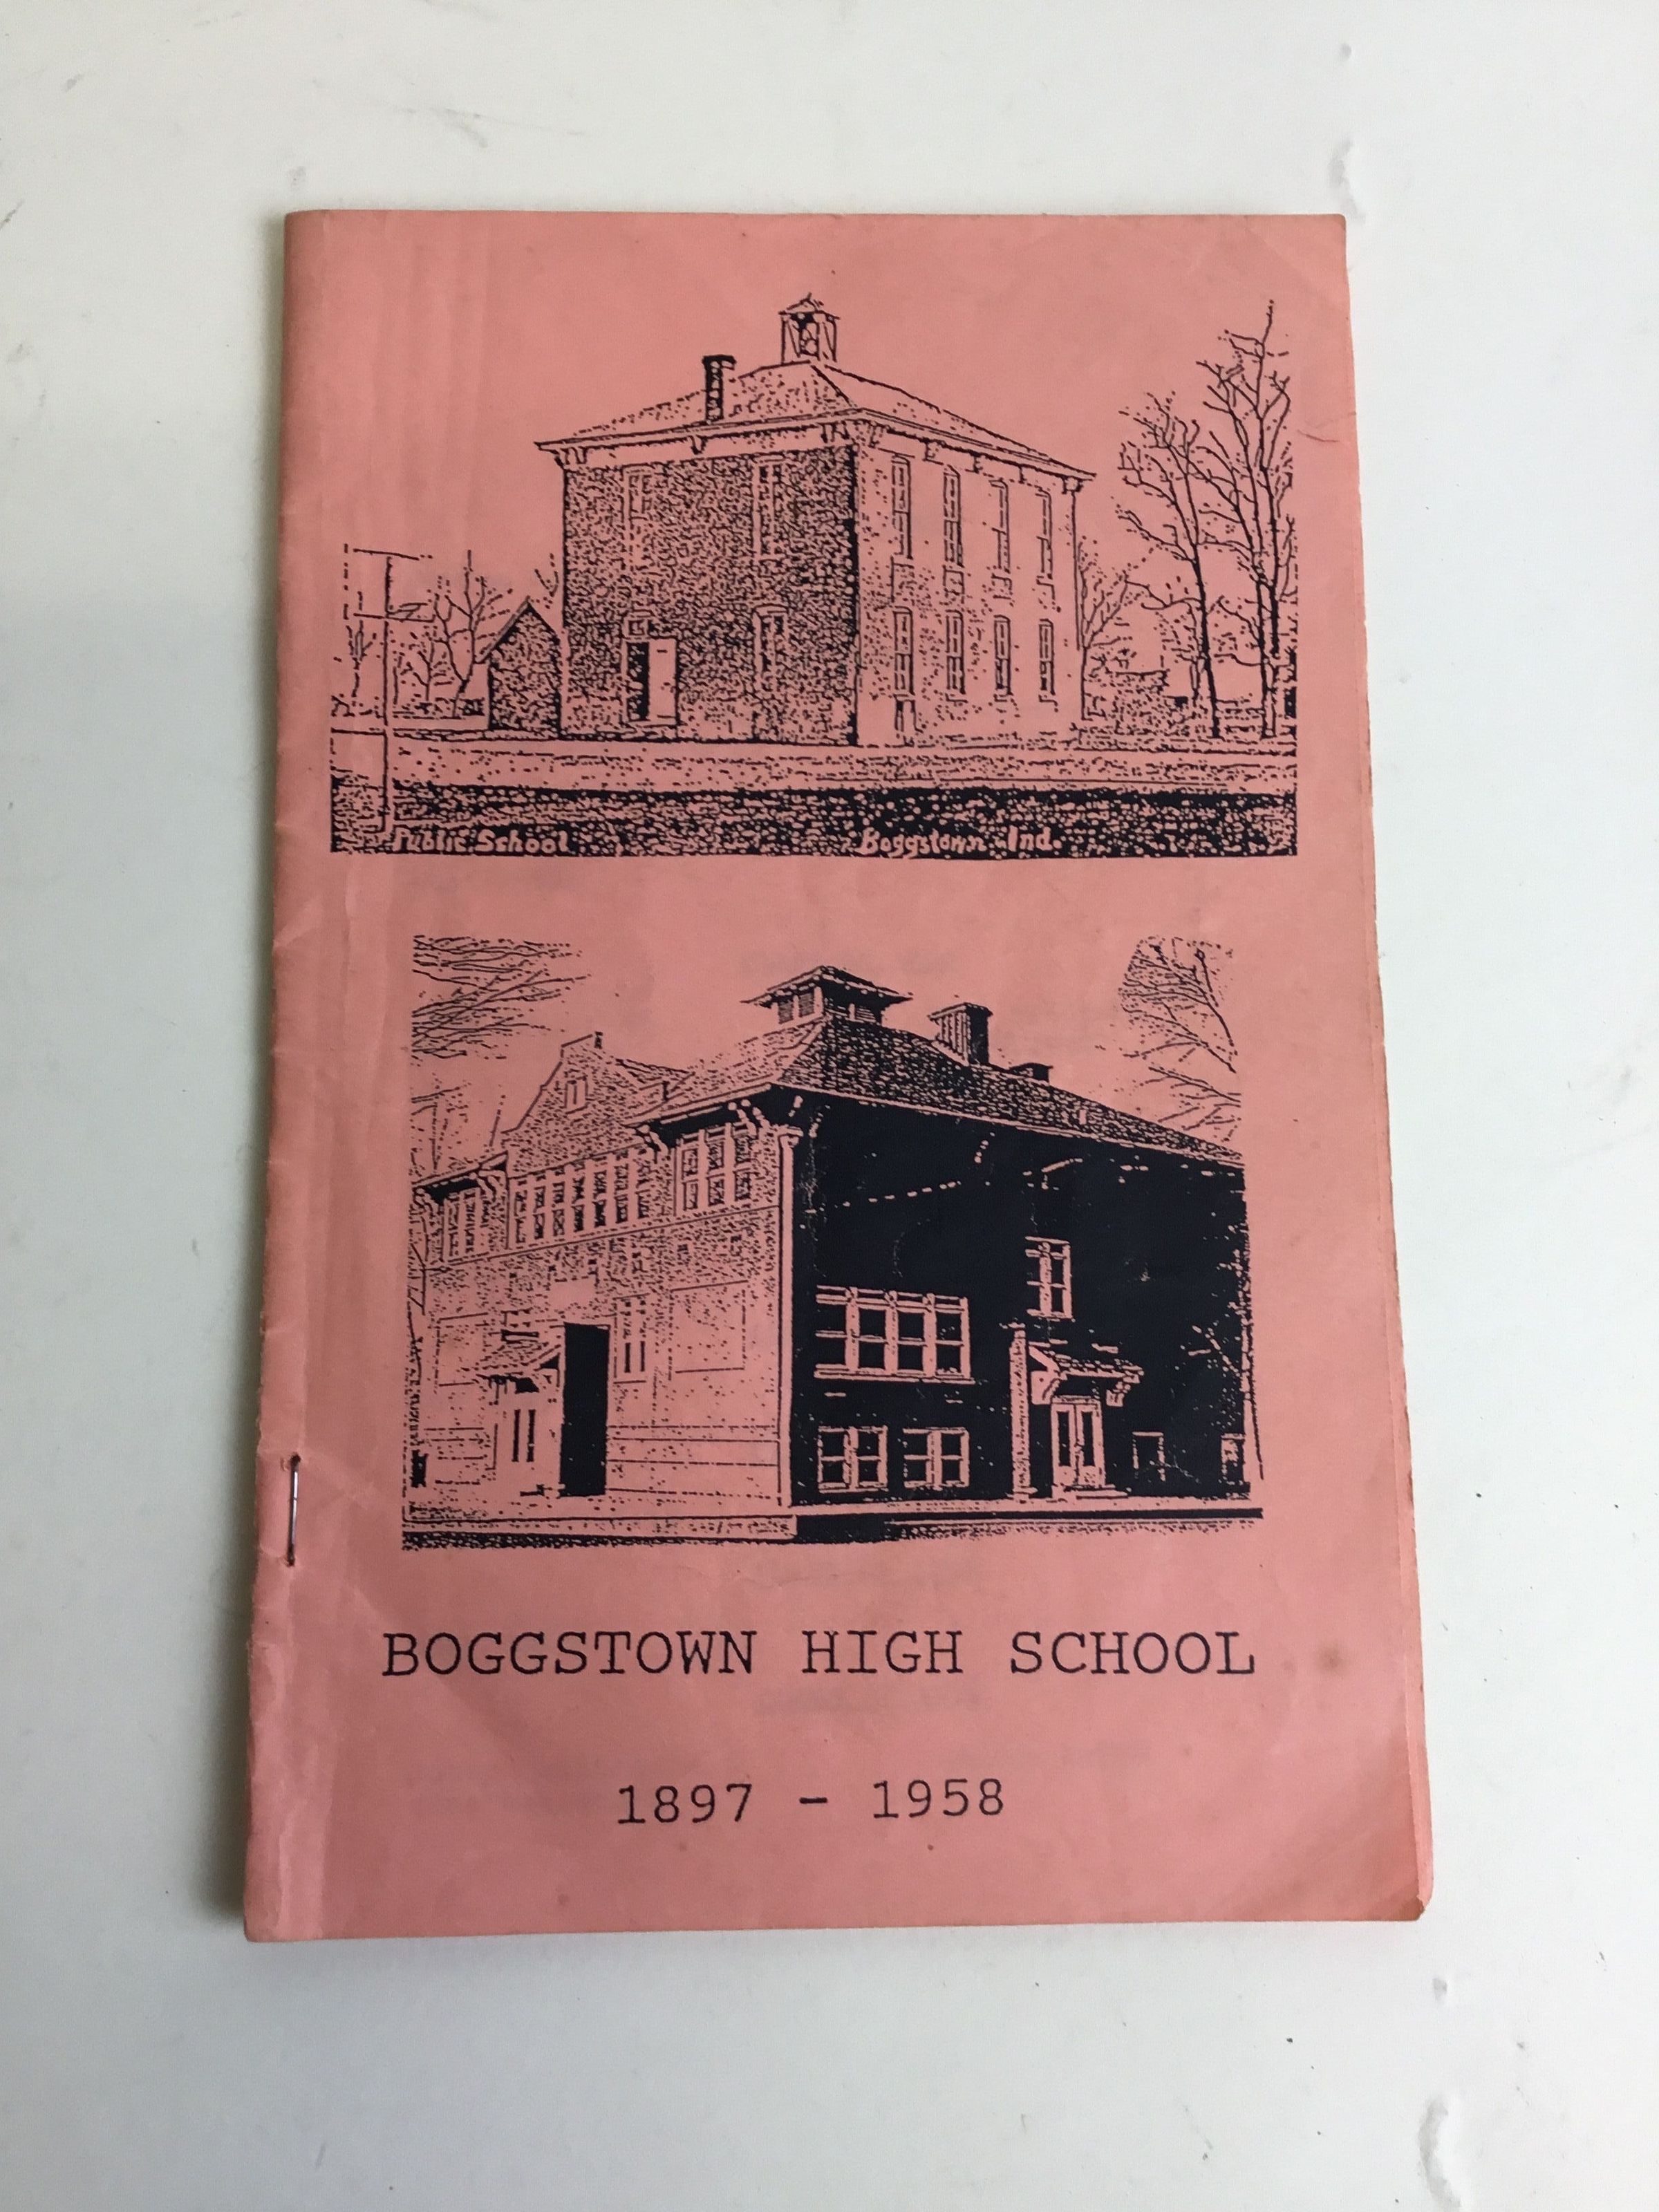 Public School Boggstown Ind.
BOGGSTOWN HIGH SCHOOL
1897 - 1958